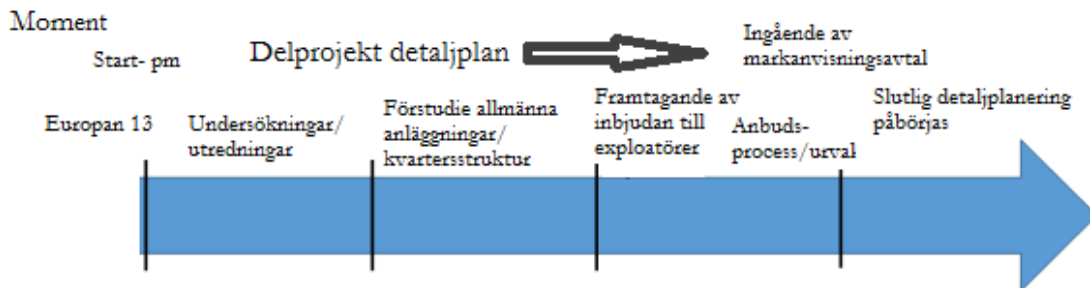 Moment
Start- pm
Delprojekt detaljplan
Ingående av
markanvisningsavtal
Europan 13
Undersökningar/
utredningar
Förstudie allmänna
anläggningar/
kvartersstruktur
Framtagande av
inbjudan till
exploatörer
Anbuds-
process/urval
Slutlig detaljplanering
påbörjas